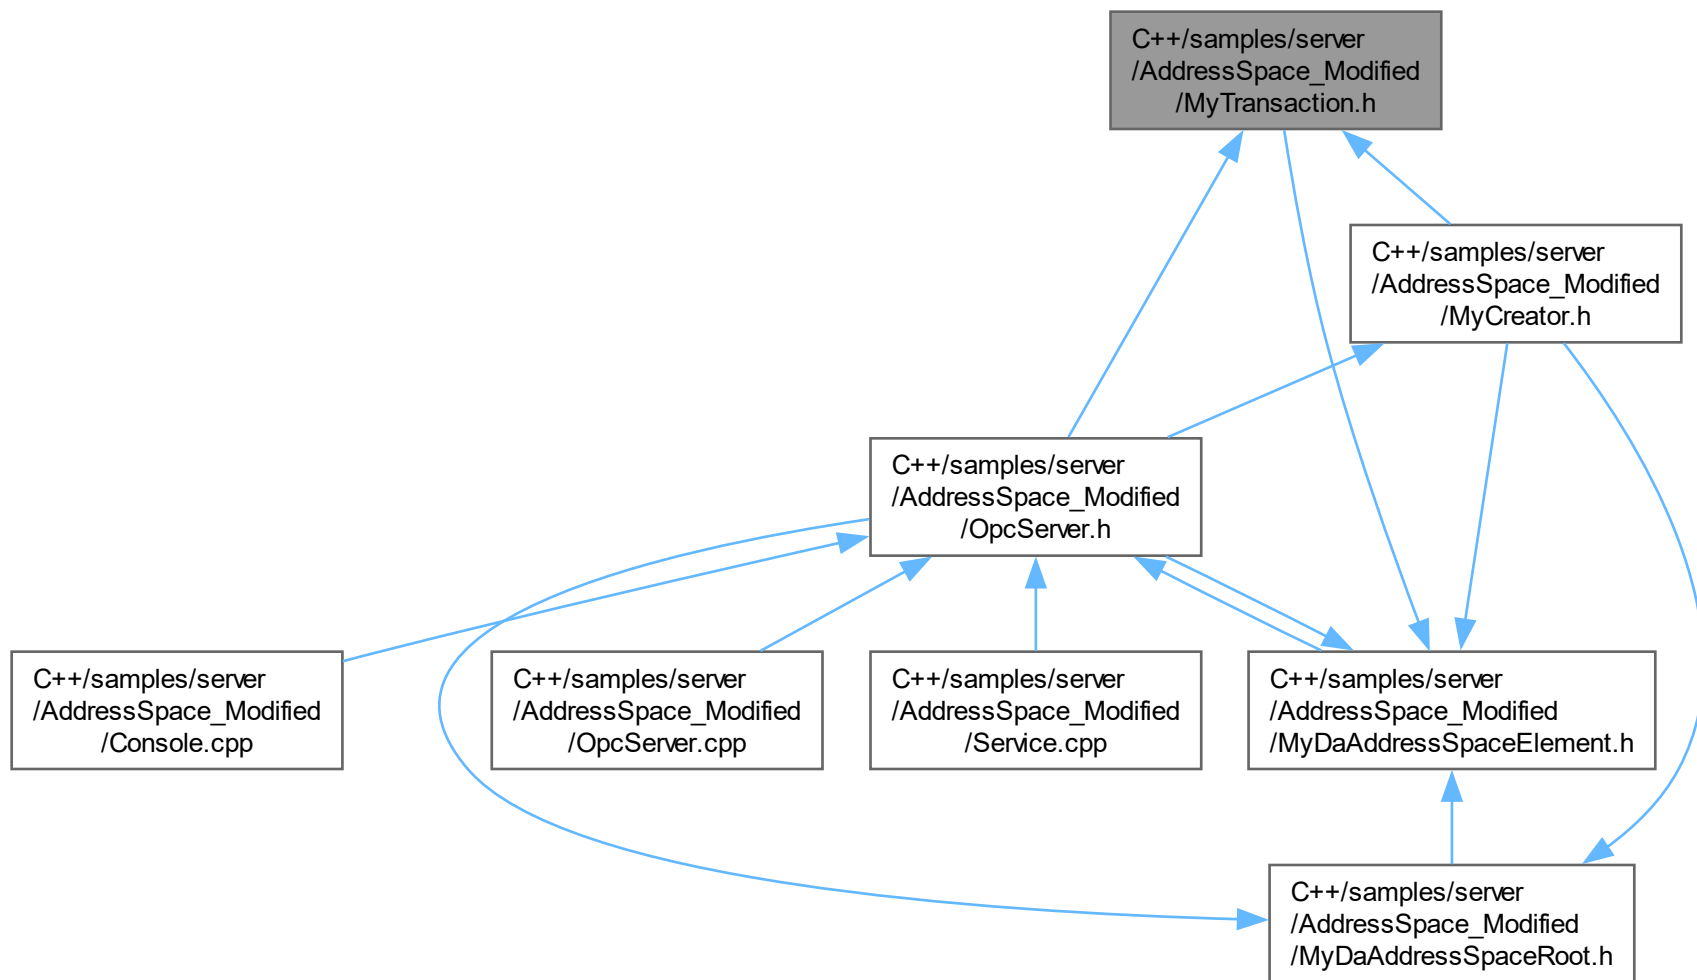 C++/samples/server
/AddressSpace_Modified
/MyTransaction.h
C++/samples/server
/AddressSpace_Modified
/MyCreator.h
C++/samples/server
/AddressSpace_Modified
/OpcServer.h
C++/samples/server
/AddressSpace_Modified
/Console.cpp
C++/samples/server
/AddressSpace_Modified
/OpcServer.cpp
C++/samples/server
/AddressSpace_Modified
/Service.cpp
C++/samples/server
/AddressSpace_Modified
/MyDaAddressSpaceElement.h
C++/samples/server
/AddressSpace_Modified
/MyDaAddressSpaceRoot.h